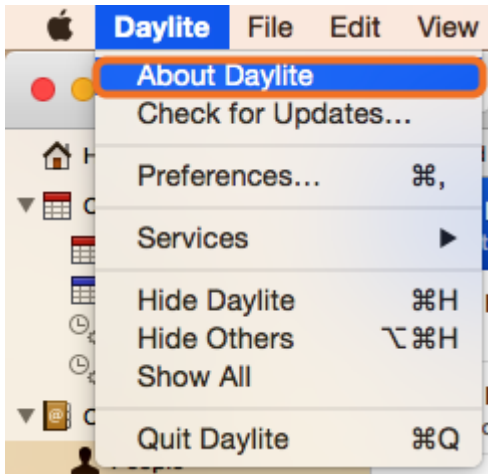 Daylite File Edit View
About Daylite
Check for Updates...
Preferences... ⌘,
Services ▶
Hide Daylite ⌘H
Hide Others ⌥⌘H
Show All
Quit Daylite ⌘Q